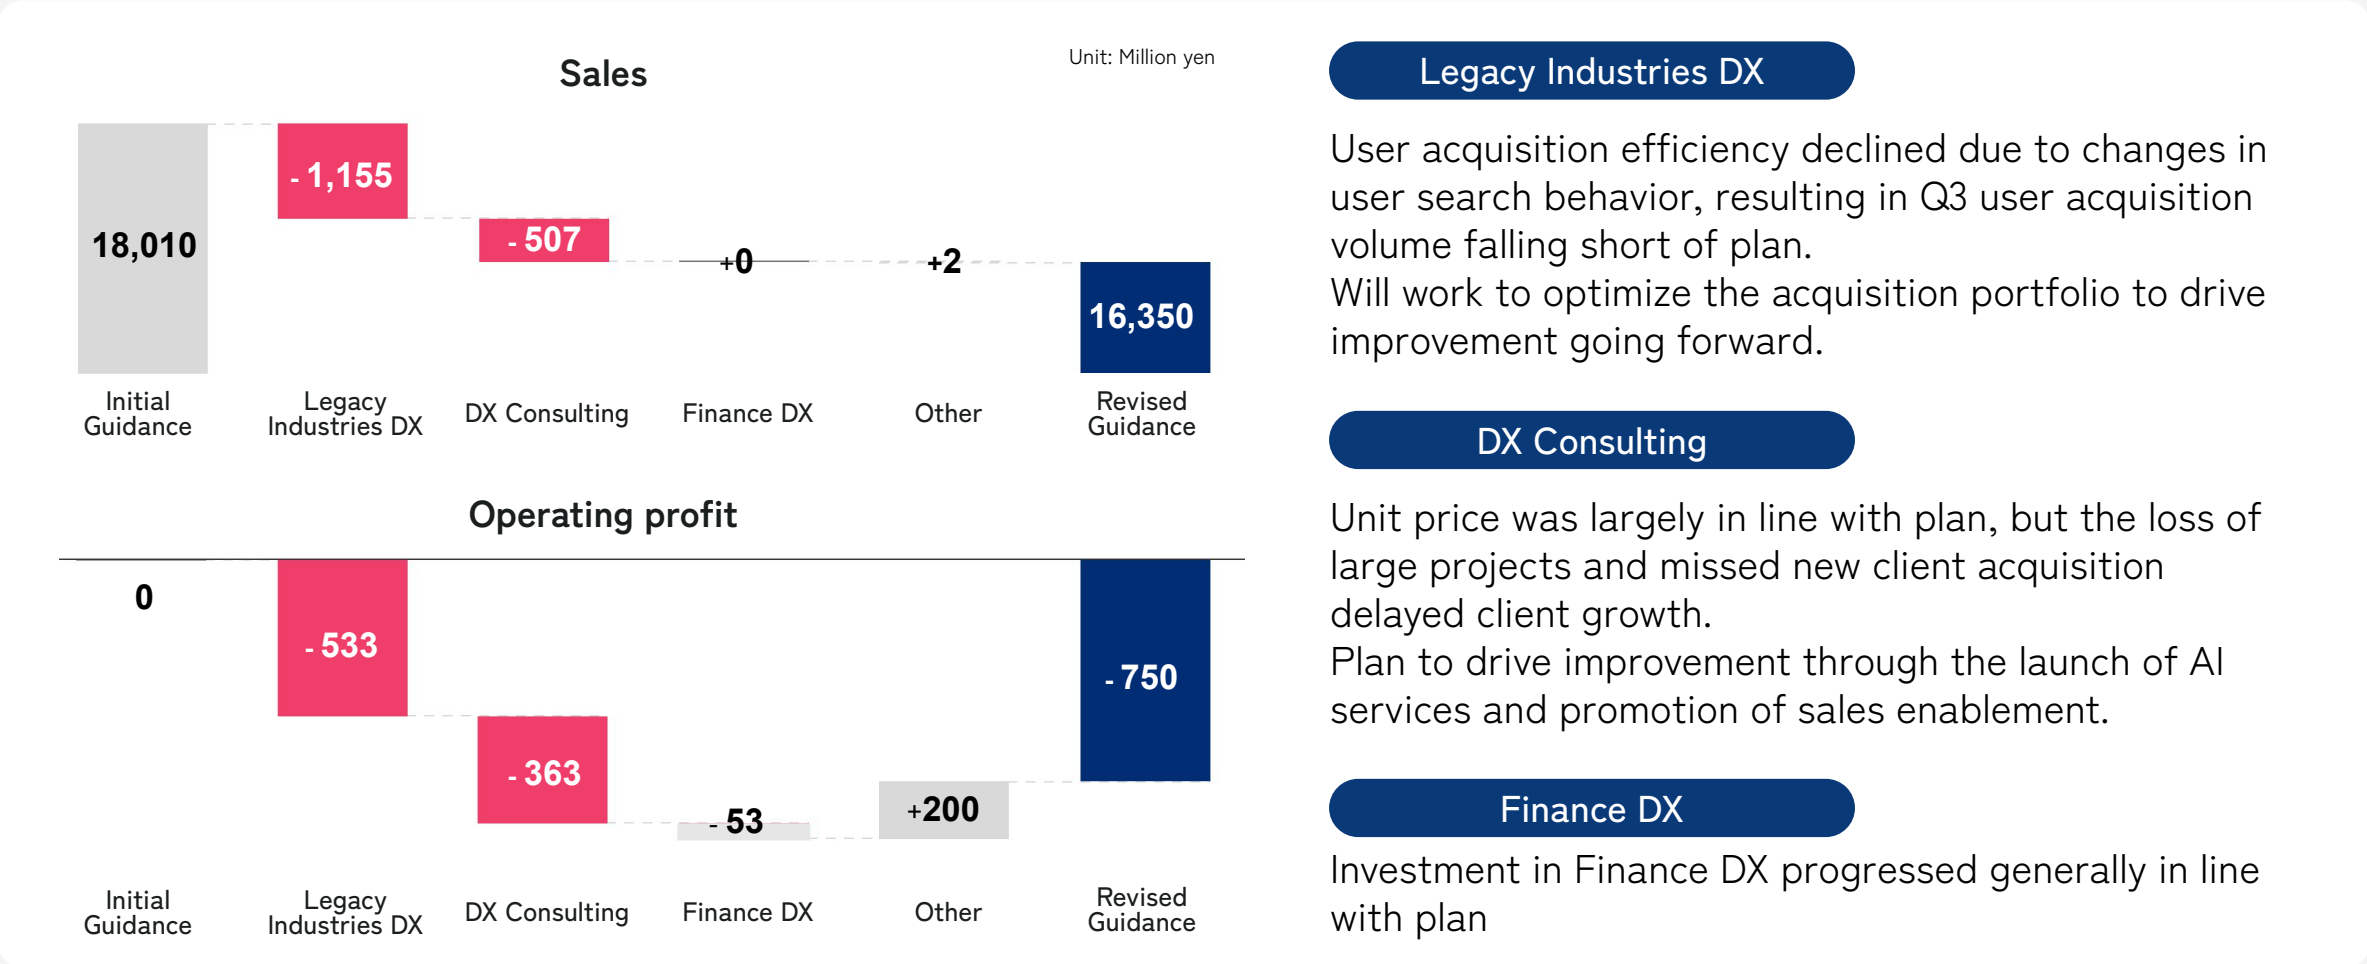 Sales
Unit: Million yen
18,010
- 1,155
- 507
+0
+2
16,350
Initial
Guidance
Legacy
Industries DX
DX Consulting
Finance DX
Other
Revised
Guidance
Operating profit
0
- 533
- 363
- 53
+200
- 750
Initial
Guidance
Legacy
Industries DX
DX Consulting
Finance DX
Other
Revised
Guidance
Legacy Industries DX
User acquisition efficiency declined due to changes in
user search behavior, resulting in Q3 user acquisition
volume falling short of plan.
Will work to optimize the acquisition portfolio to drive
improvement going forward.
DX Consulting
Unit price was largely in line with plan, but the loss of
large projects and missed new client acquisition
delayed client growth.
Plan to drive improvement through the launch of AI
services and promotion of sales enablement.
Finance DX
Investment in Finance DX progressed generally in line
with plan